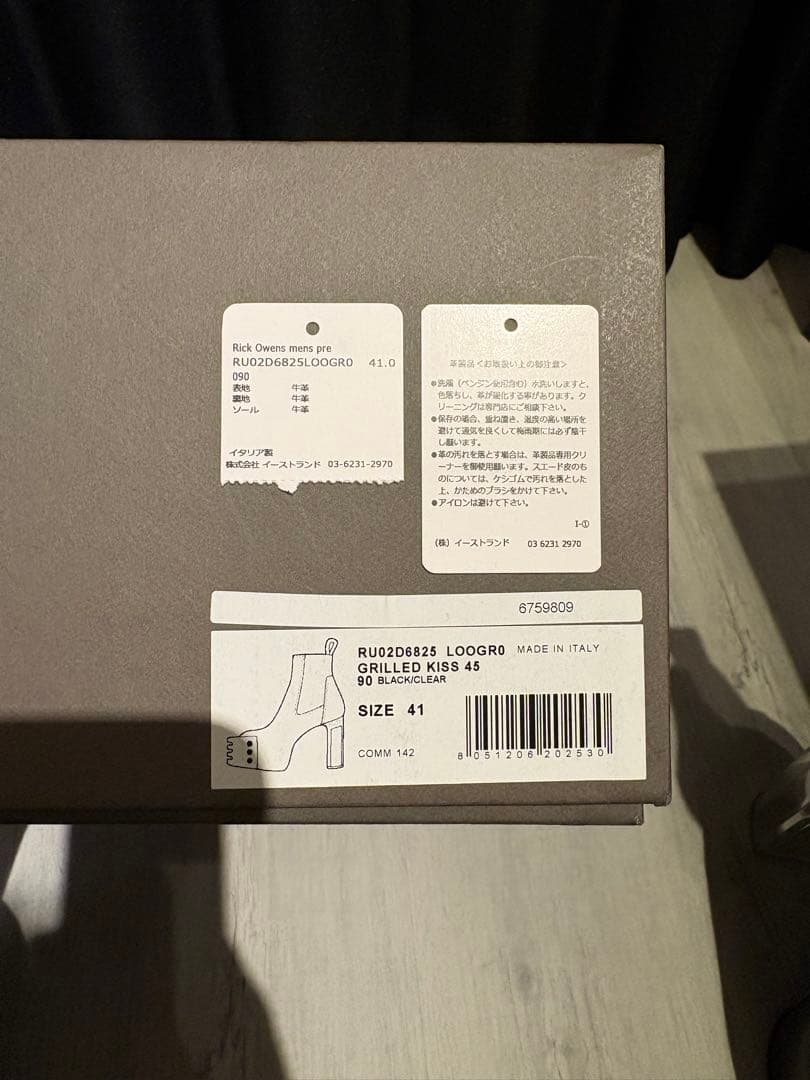 Rick Owens mens pre
RU02D6825LOOGR0 41.0
090
表地 牛革
裏地 牛革
ソール 牛革
イタリア製
株式会社 イーストランド 03-6231-2970
革製品<お取扱い上の御注意>
●洗濯(ベンジン使用含む)水洗いしますと、
色落ちし、革が硬化する事があります。ク
リーニングは専門店にご相談下さい。
●保存の場合、重ね置き、温度の高い場所を
避けて通気を良くして梅雨期には必ず陰干
し願います。
●革の汚れを落とす場合は、革製品専用クリ
ーナーを御使用願います。スエード皮のも
のについては、ケシゴムで汚れを落とした
上、かためのブラシをかけて下さい。
●アイロンは避けて下さい。
I-①
(株) イーストランド 03 6231 2970
6759809
RU02D6825 LOOGR0 MADE IN ITALY
GRILLED KISS 45
90 BLACK/CLEAR
SIZE 41
COMM 142
8 051206 202530